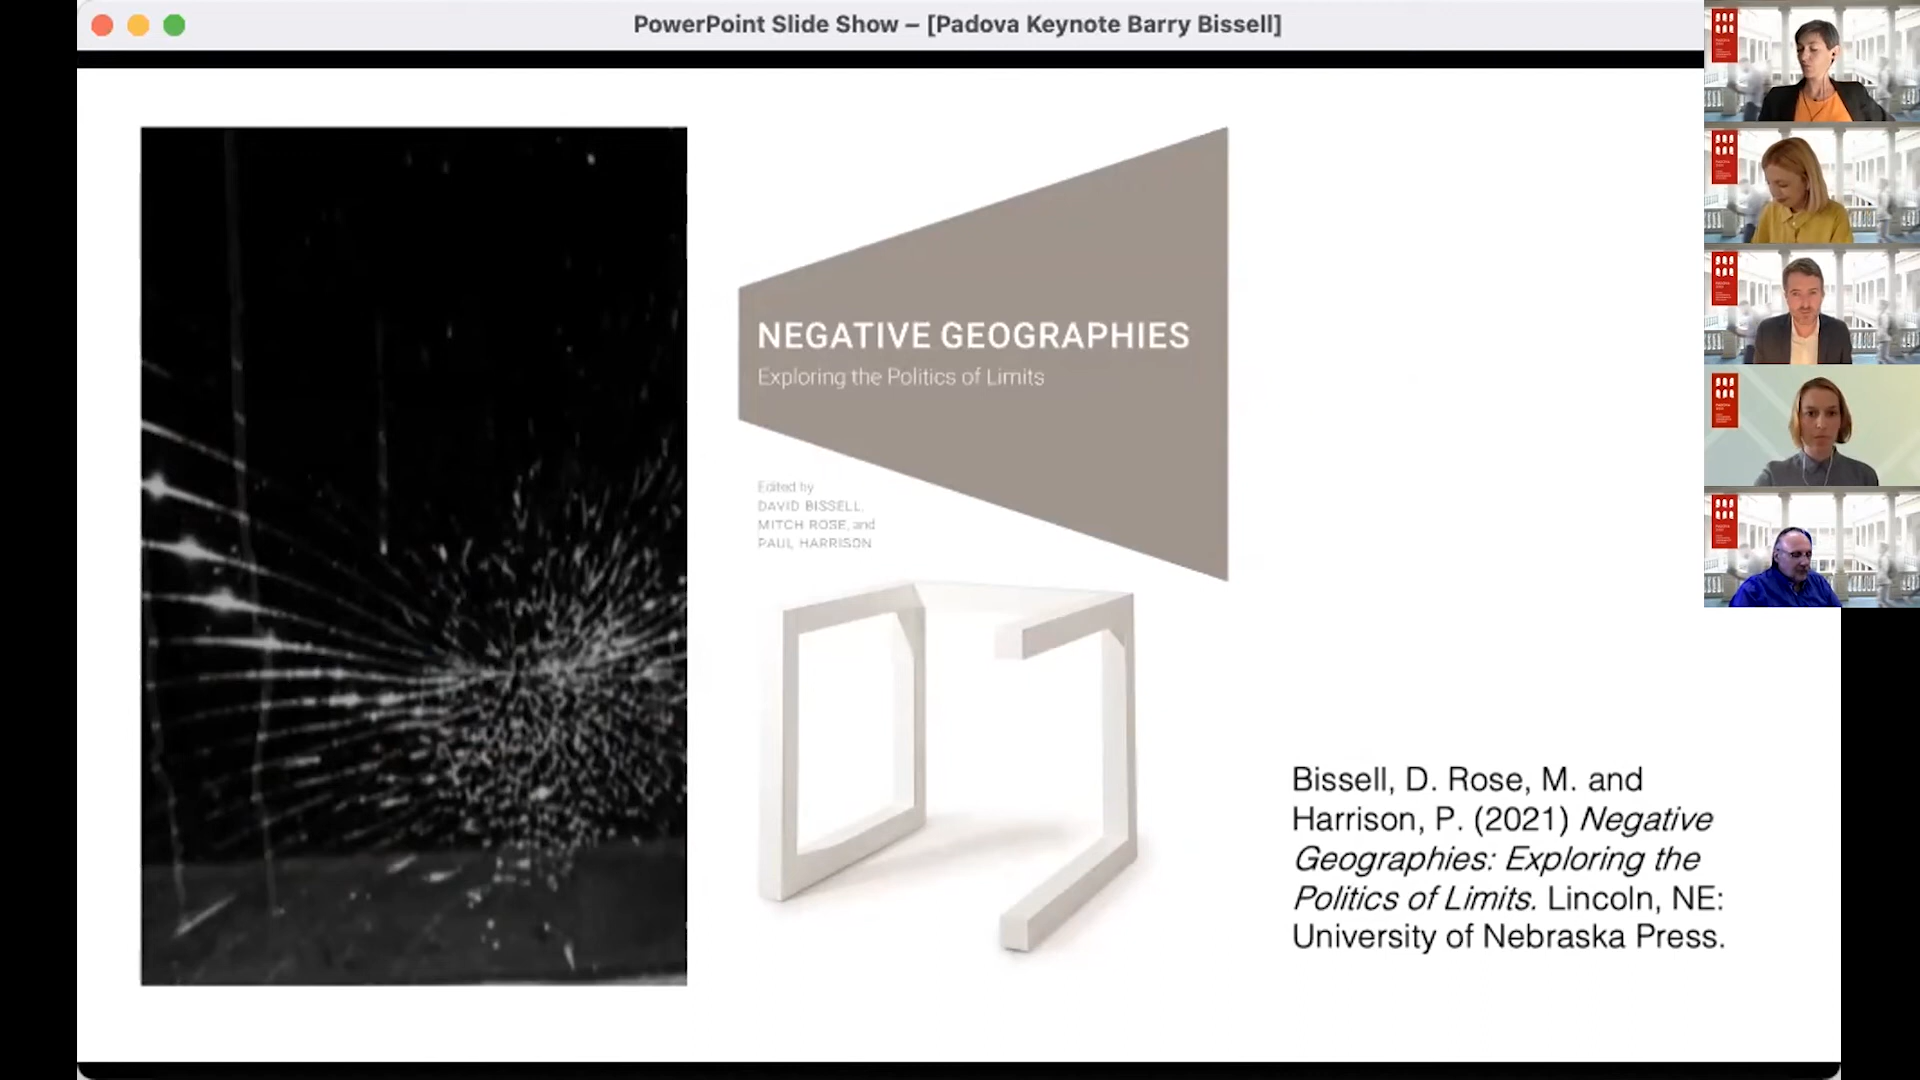 PowerPoint Slide Show – [Padova Keynote Barry Bissell]
NEGATIVE GEOGRAPHIES
Exploring the Politics of Limits
Edited by
DAVID BISSELL,
MITCH ROSE, and
PAUL HARRISON
Bissell, D. Rose, M. and
Harrison, P. (2021) Negative
Geographies: Exploring the
Politics of Limits. Lincoln, NE:
University of Nebraska Press.